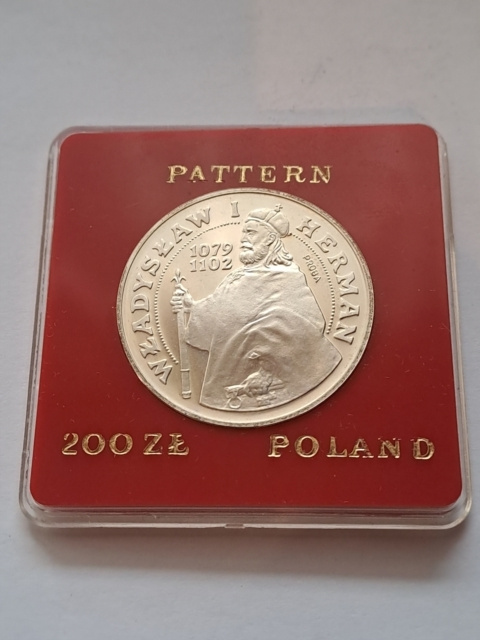 PATTERN
WŁADYSŁAW I HERMAN
1079
1102
PRÓBA
200 ZŁ POLAND